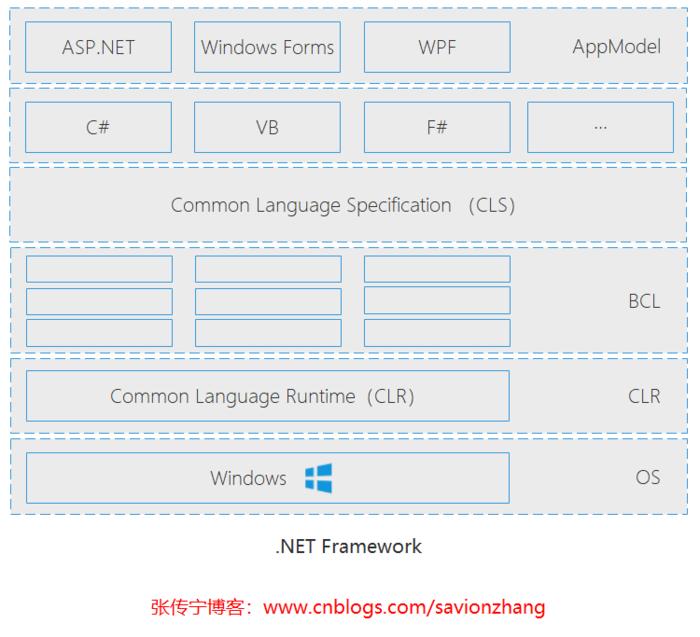 ASP.NET Windows Forms WPF AppModel
C# VB F# ...
Common Language Specification （CLS）
BCL
Common Language Runtime（CLR） CLR
Windows OS
.NET Framework
张传宁博客：www.cnblogs.com/savionzhang